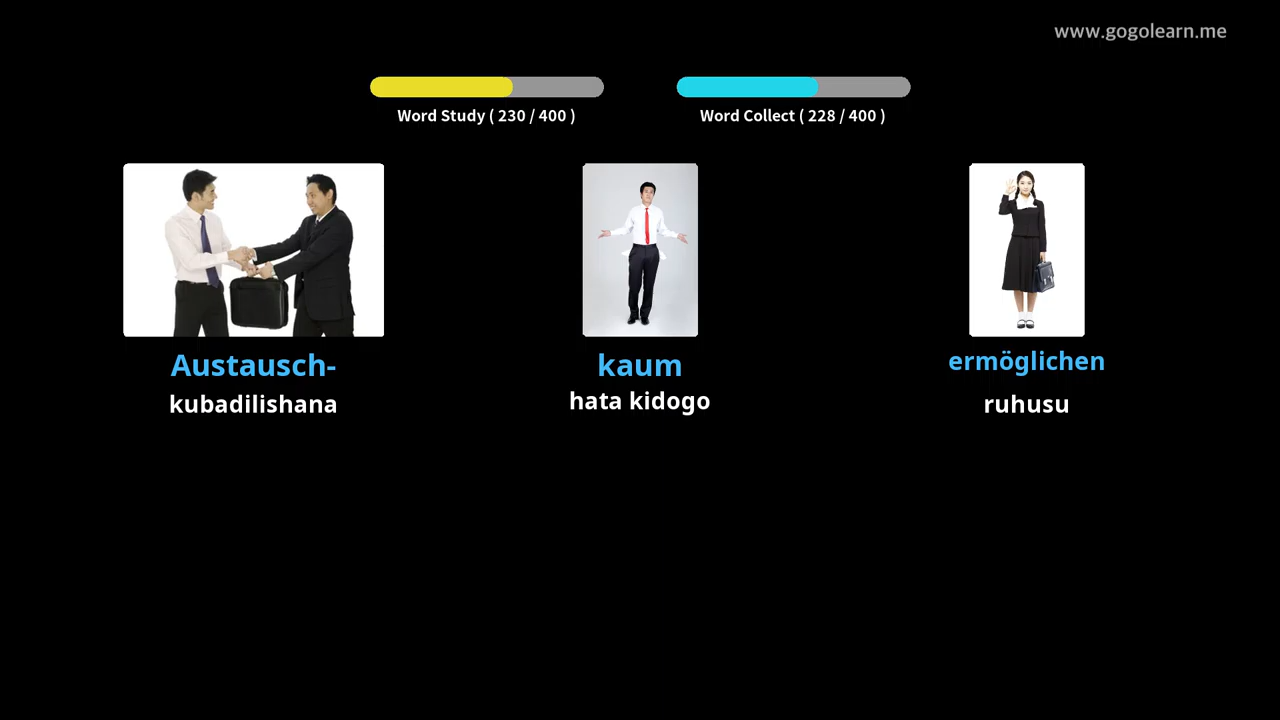 www.gogolearn.me
Word Study ( 230 / 400 )
Word Collect ( 228 / 400 )
Austausch-
kubadilishana
kaum
hata kidogo
ermöglichen
ruhusu